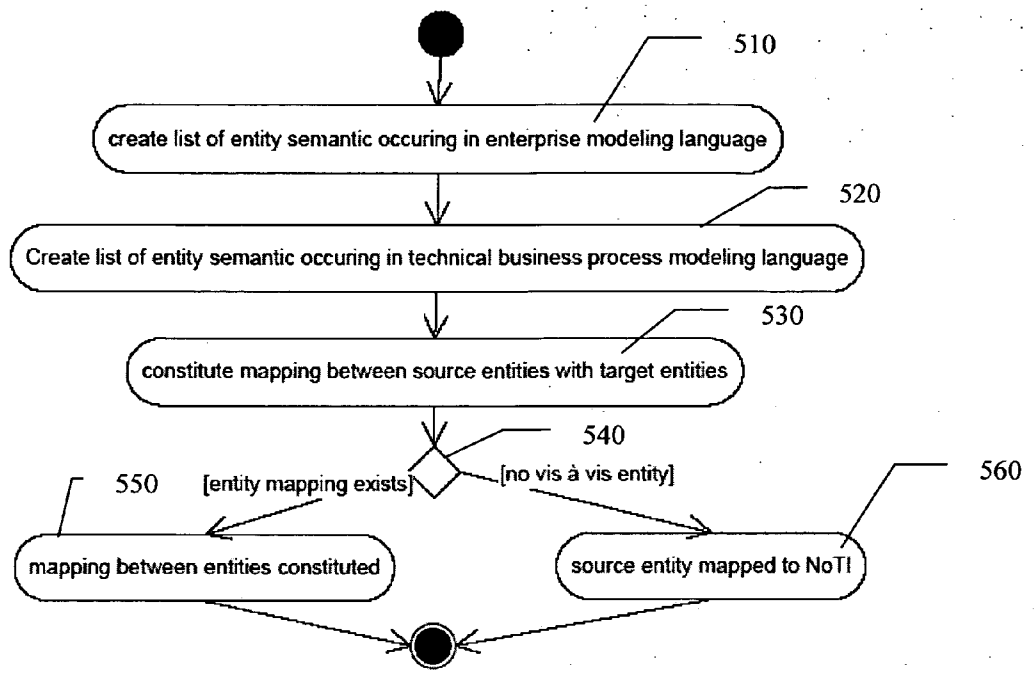 510
create list of entity semantic occuring in enterprise modeling language
520
Create list of entity semantic occuring in technical business process modeling language
530
constitute mapping between source entities with target entities
540
550
[entity mapping exists]
[no vis à vis entity]
560
mapping between entities constituted
source entity mapped to NoTI